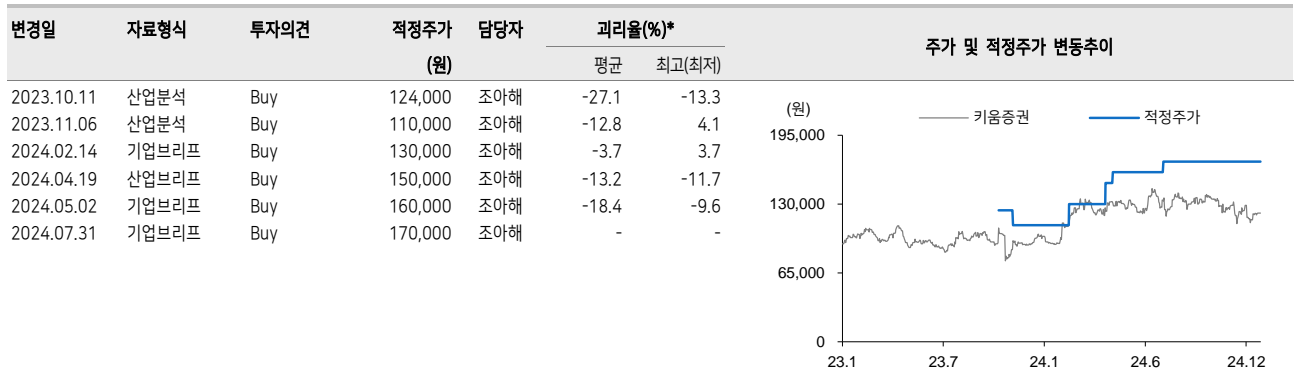 변경일 자료형식 투자의견 적정주가 담당자 괴리율(%)* 주가 및 적정주가 변동추이
(원) 평균 최고(최저)
2023.10.11 산업분석 Buy 124,000 조아해 -27.1 -13.3
2023.11.06 산업분석 Buy 110,000 조아해 -12.8 4.1
2024.02.14 기업브리프 Buy 130,000 조아해 -3.7 3.7
2024.04.19 산업브리프 Buy 150,000 조아해 -13.2 -11.7
2024.05.02 기업브리프 Buy 160,000 조아해 -18.4 -9.6
2024.07.31 기업브리프 Buy 170,000 조아해 - -
(원) 키움증권 적정주가
195,000
130,000
65,000
0
23.1 23.7 24.1 24.6 24.12